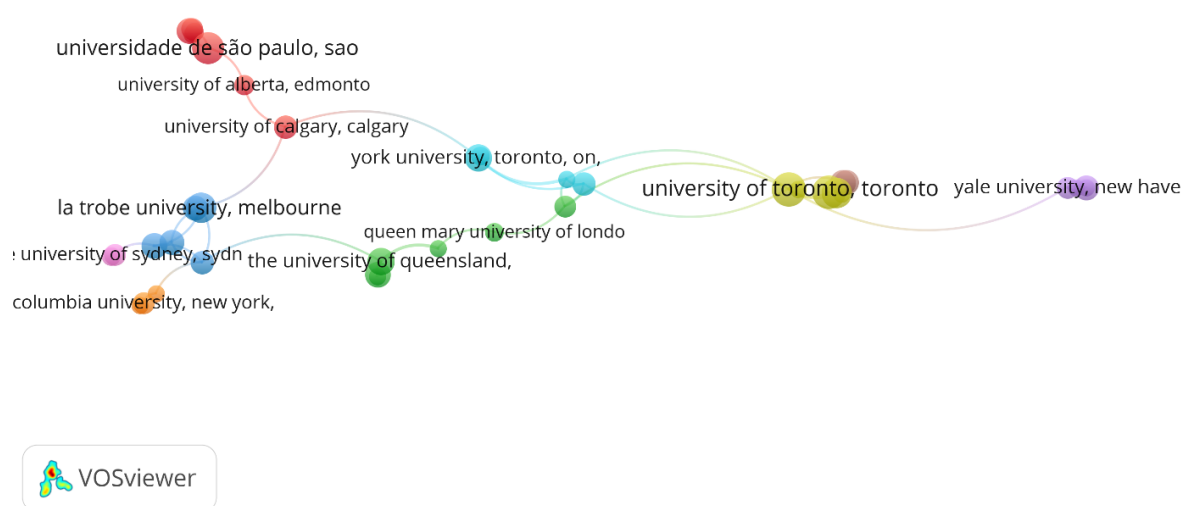 universidade de são paulo, sao
university of alberta, edmonto
university of calgary, calgary
york university, toronto, on,
university of toronto, toronto
yale university, new have
la trobe university, melbourne
queen mary university of londo
university of sydney, sydn
the university of queensland,
columbia university, new york,
VOSviewer